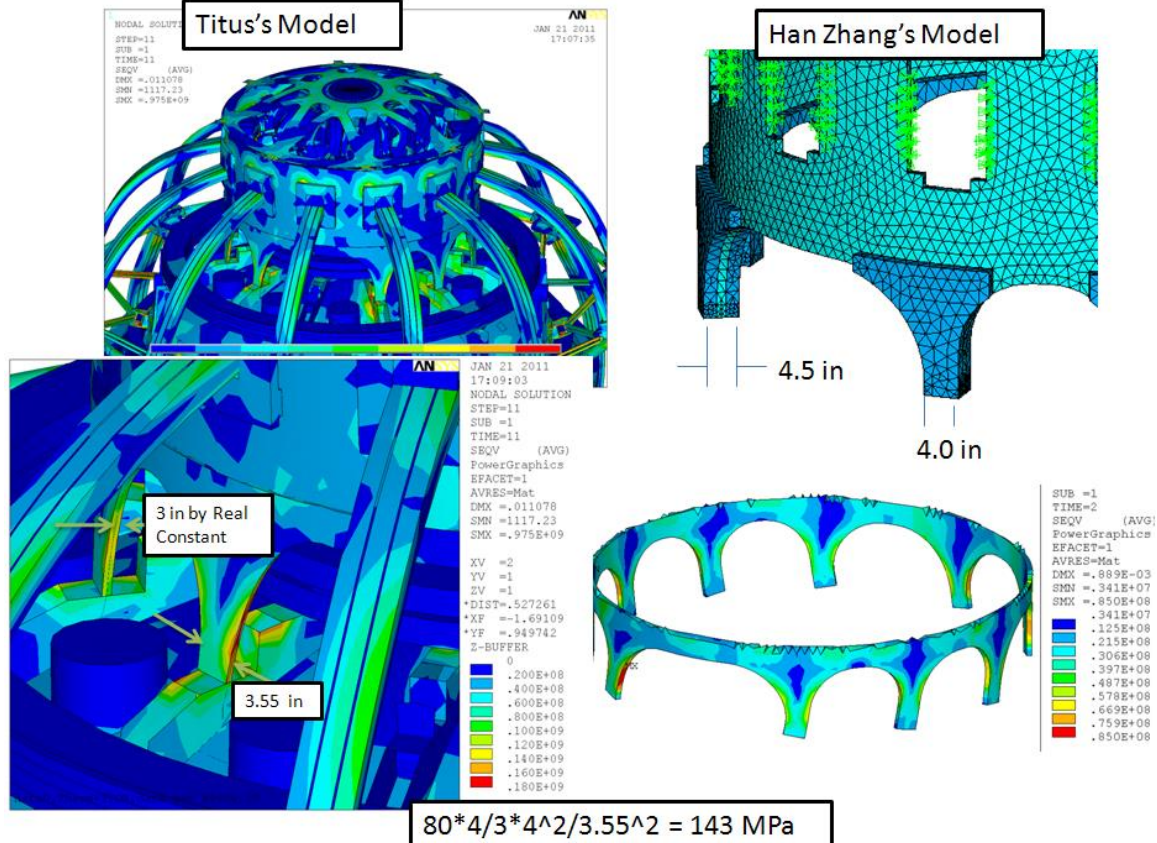 Titus's Model
NODAL SOLUTI
STEP=11
SUB =1
TIME=11
SEQV (AVG)
DMX =.011078
SMN =1117.23
SMX =.975E+09
AN
JAN 21 2011
17:07:35
Han Zhang's Model
4.5 in
4.0 in
3 in by Real
Constant
3.55 in
AN
JAN 21 2011
17:09:03
NODAL SOLUTION
STEP=11
SUB =1
TIME=11
SEQV (AVG)
PowerGraphics
EFACET=1
AVRES=Mat
DMX =.011078
SMN =1117.23
SMX =.975E+09
XV =2
YV =1
ZV =1
*DIST=.527261
*XF =-1.69109
*YF =.949742
Z-BUFFER
0
.200E+08
.400E+08
.600E+08
.800E+08
.100E+09
.120E+09
.140E+09
.160E+09
.180E+09
MX
SUB =1
TIME=2
SEQV (AVG)
PowerGraphics
EFACET=1
AVRES=Mat
DMX =.889E-03
SMN =.341E+07
SMX =.850E+08
.341E+07
.125E+08
.215E+08
.306E+08
.397E+08
.487E+08
.578E+08
.669E+08
.759E+08
.850E+08
80*4/3*4^2/3.55^2 = 143 MPa